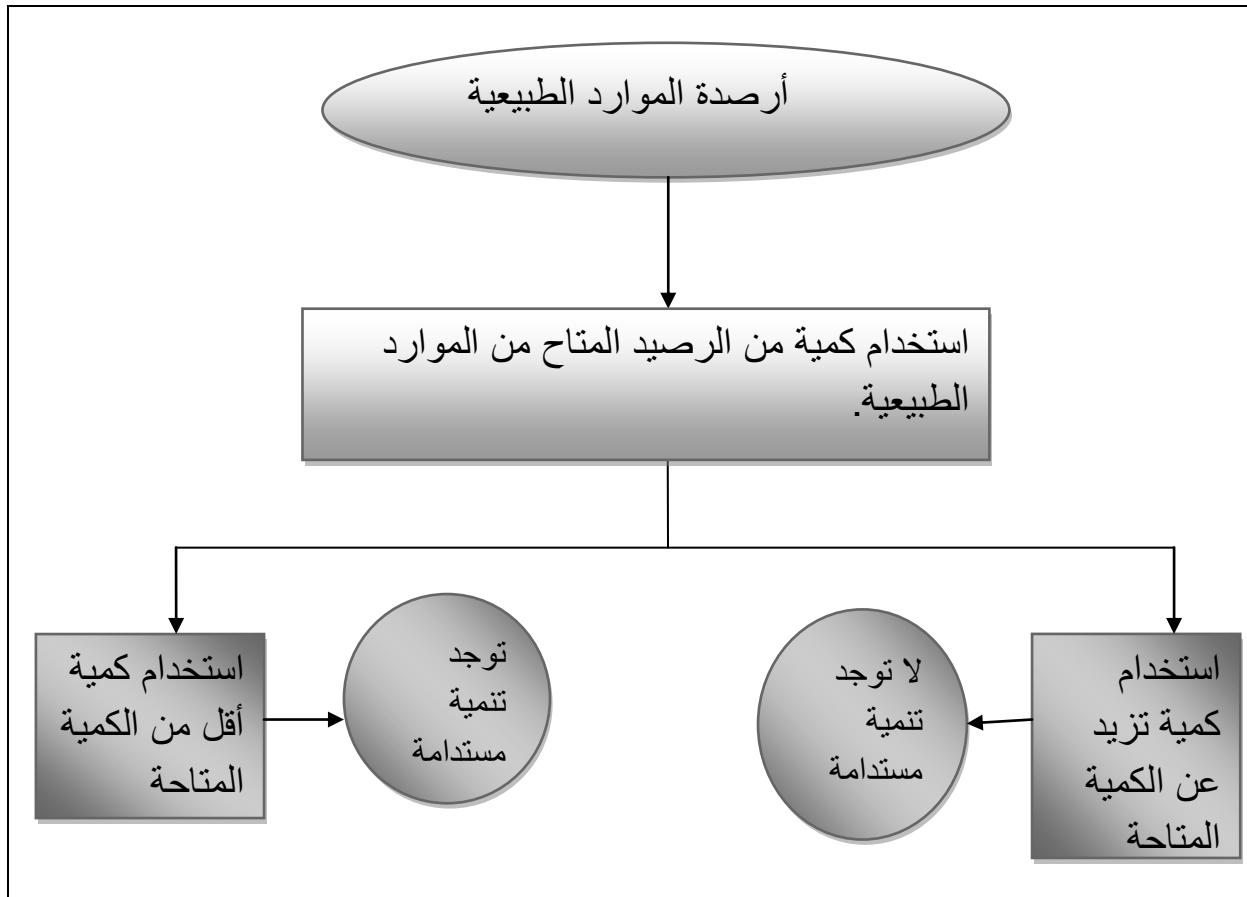 أرصدة الموارد الطبيعية
استخدام كمية من الرصيد المتاح من الموارد
الطبيعية.
استخدام
كمية تزيد
عن الكمية
المتاحة
لا توجد
تنمية
مستدامة
توجد
تنمية
مستدامة
استخدام كمية
أقل من الكمية
المتاحة